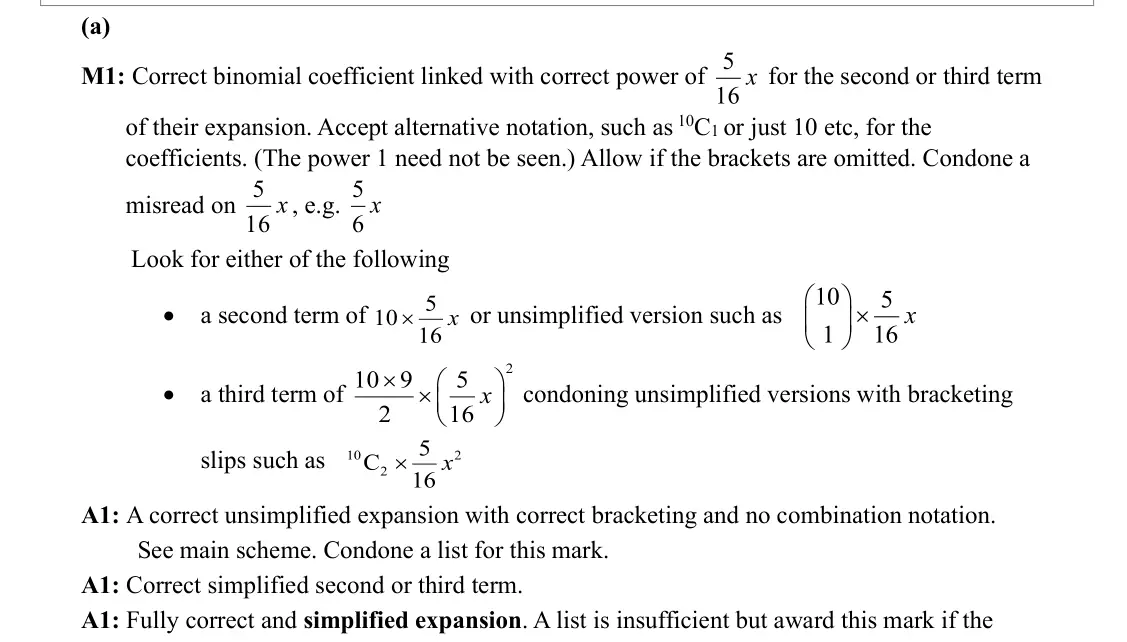 (a)
M1: Correct binomial coefficient linked with correct power of 5/16 x for the second or third term
of their expansion. Accept alternative notation, such as ¹⁰C₁ or just 10 etc, for the
coefficients. (The power 1 need not be seen.) Allow if the brackets are omitted. Condone a
misread on 5/16 x, e.g. 5/6 x
Look for either of the following
• a second term of 10 × 5/16 x or unsimplified version such as (10 1) × 5/16 x
• a third term of (10 × 9)/2 × (5/16 x)² condoning unsimplified versions with bracketing
slips such as ¹⁰C₂ × 5/16 x²
A1: A correct unsimplified expansion with correct bracketing and no combination notation.
See main scheme. Condone a list for this mark.
A1: Correct simplified second or third term.
A1: Fully correct and simplified expansion. A list is insufficient but award this mark if the